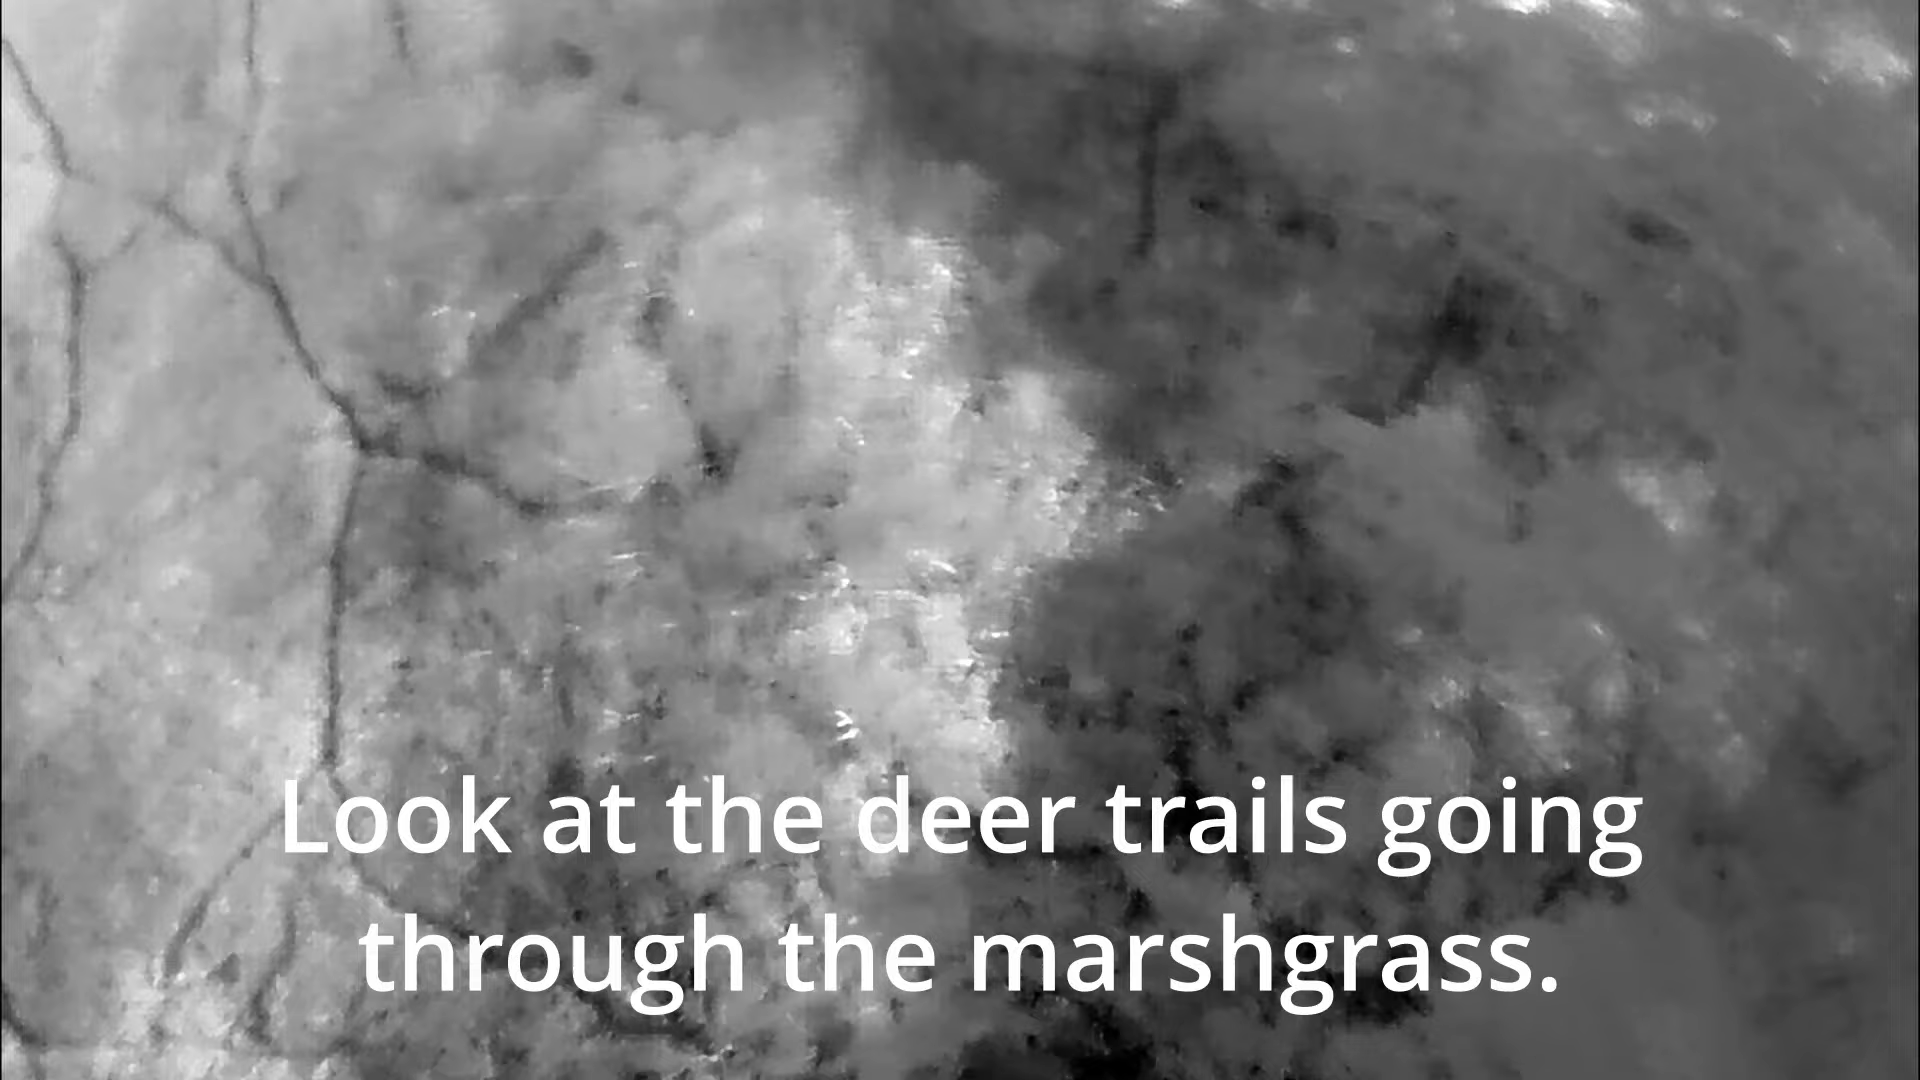 Look at the deer trails going
through the marshgrass.